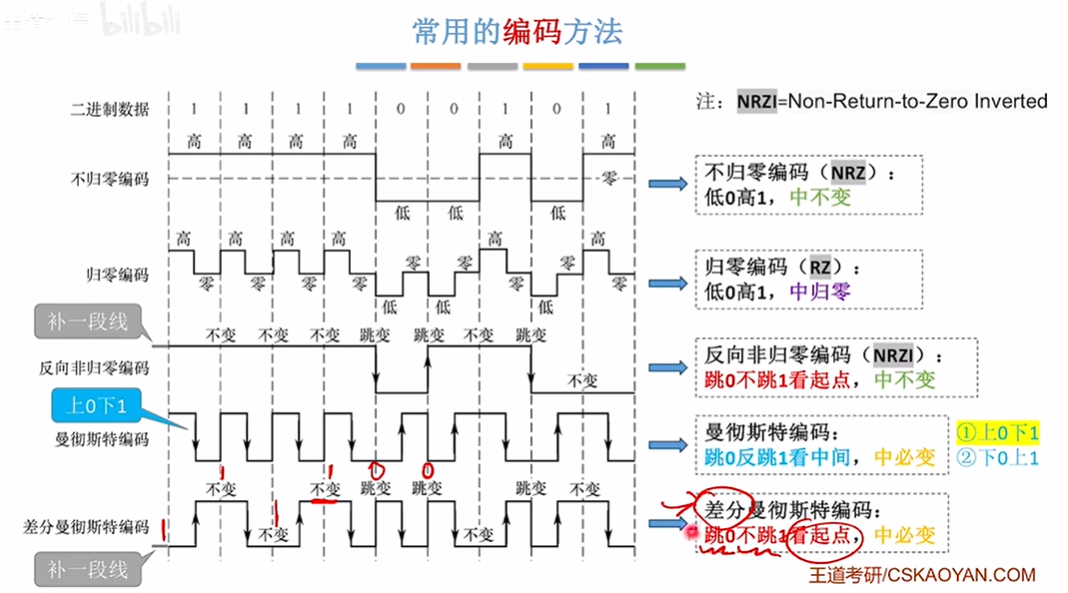 bilibili
常用的编码方法
二进制数据 1 1 1 1 0 0 1 0 1
注：NRZI=Non-Return-to-Zero Inverted
高 高 高 高 高 高
不归零编码 零
低 低 低
不归零编码（NRZ）：
低0高1，中不变
高 高 高 高 高 高
零 零 零
归零编码 零 零 零 零 零 零
低 低 低
归零编码（RZ）：
低0高1，中归零
补一段线
不变 不变 不变 跳变 跳变 不变 跳变
反向非归零编码 不变
反向非归零编码（NRZI）：
跳0不跳1看起点，中不变
上0下1
曼彻斯特编码
曼彻斯特编码：
跳0反跳1看中间，中必变
①上0下1
②下0上1
1 1 0 0
不变 不变 跳变 跳变 跳变 不变
1 1
差分曼彻斯特编码 不变 不变
差分曼彻斯特编码：
跳0不跳1看起点，中必变
补一段线
王道考研/CSKAOYAN.COM